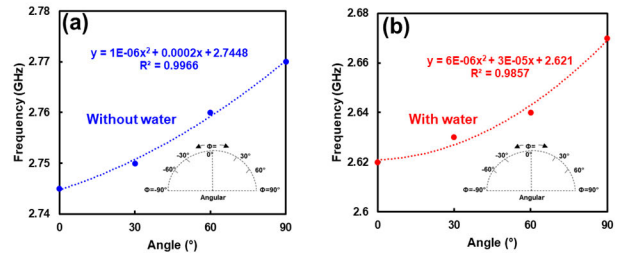 (a)
y = 1E-06x² + 0.0002x + 2.7448
R² = 0.9966
Without water
Frequency (GHz)
2.78
2.77
2.76
2.75
2.74
0 30 60 90
Angle (°)
Φ=
0°
-30° 30°
-60° 60°
Φ=-90° Φ=90°
Angular
(b)
y = 6E-06x² + 3E-05x + 2.621
R² = 0.9857
With water
Frequency (GHz)
2.68
2.66
2.64
2.62
2.6
0 30 60 90
Angle (°)
Φ=
0°
-30° 30°
-60° 60°
Φ=-90° Φ=90°
Angular